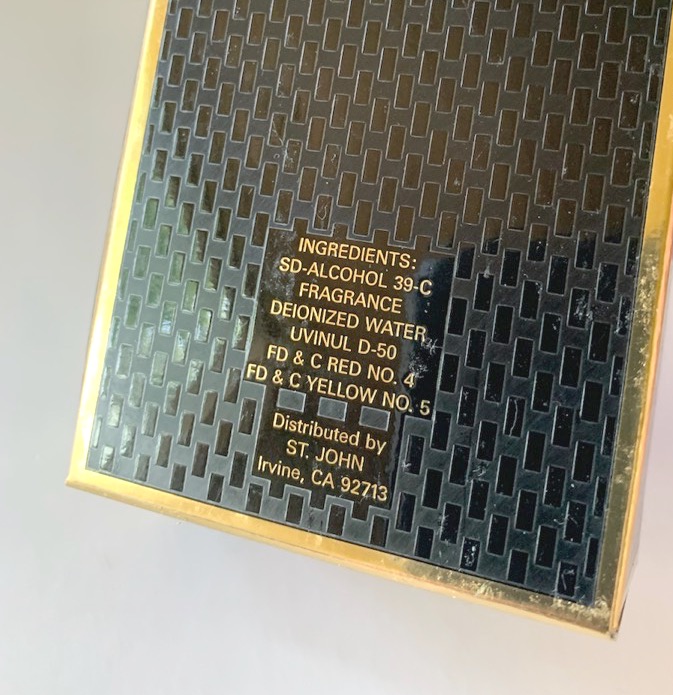 INGREDIENTS:
SD-ALCOHOL 39-C
FRAGRANCE
DEIONIZED WATER
UVINUL D-50
FD & C RED NO. 4
FD & C YELLOW NO. 5
Distributed by
ST. JOHN
Irvine, CA 92713